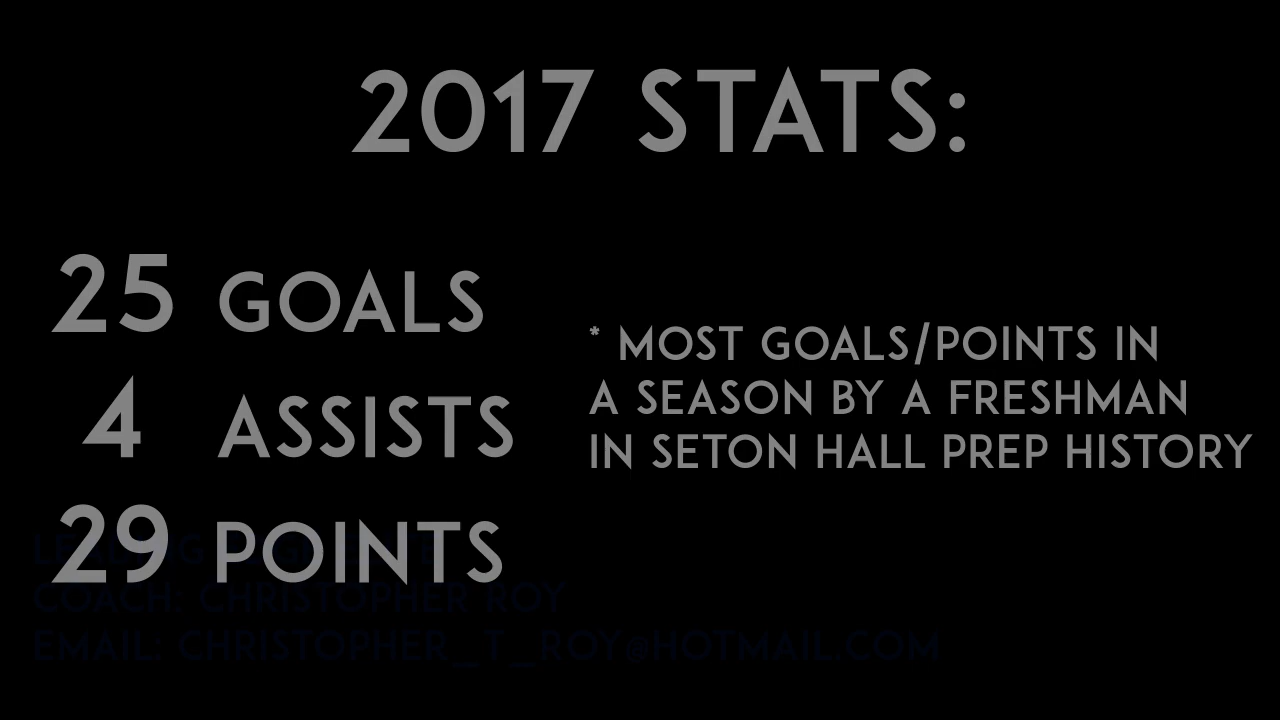 2017 STATS:
25 GOALS
4 ASSISTS
29 POINTS
* MOST GOALS/POINTS IN
A SEASON BY A FRESHMAN
IN SETON HALL PREP HISTORY
COACH: CHRISTOPHER ROY
EMAIL: CHRISTOPHER_T_ROY@HOTMAIL.COM